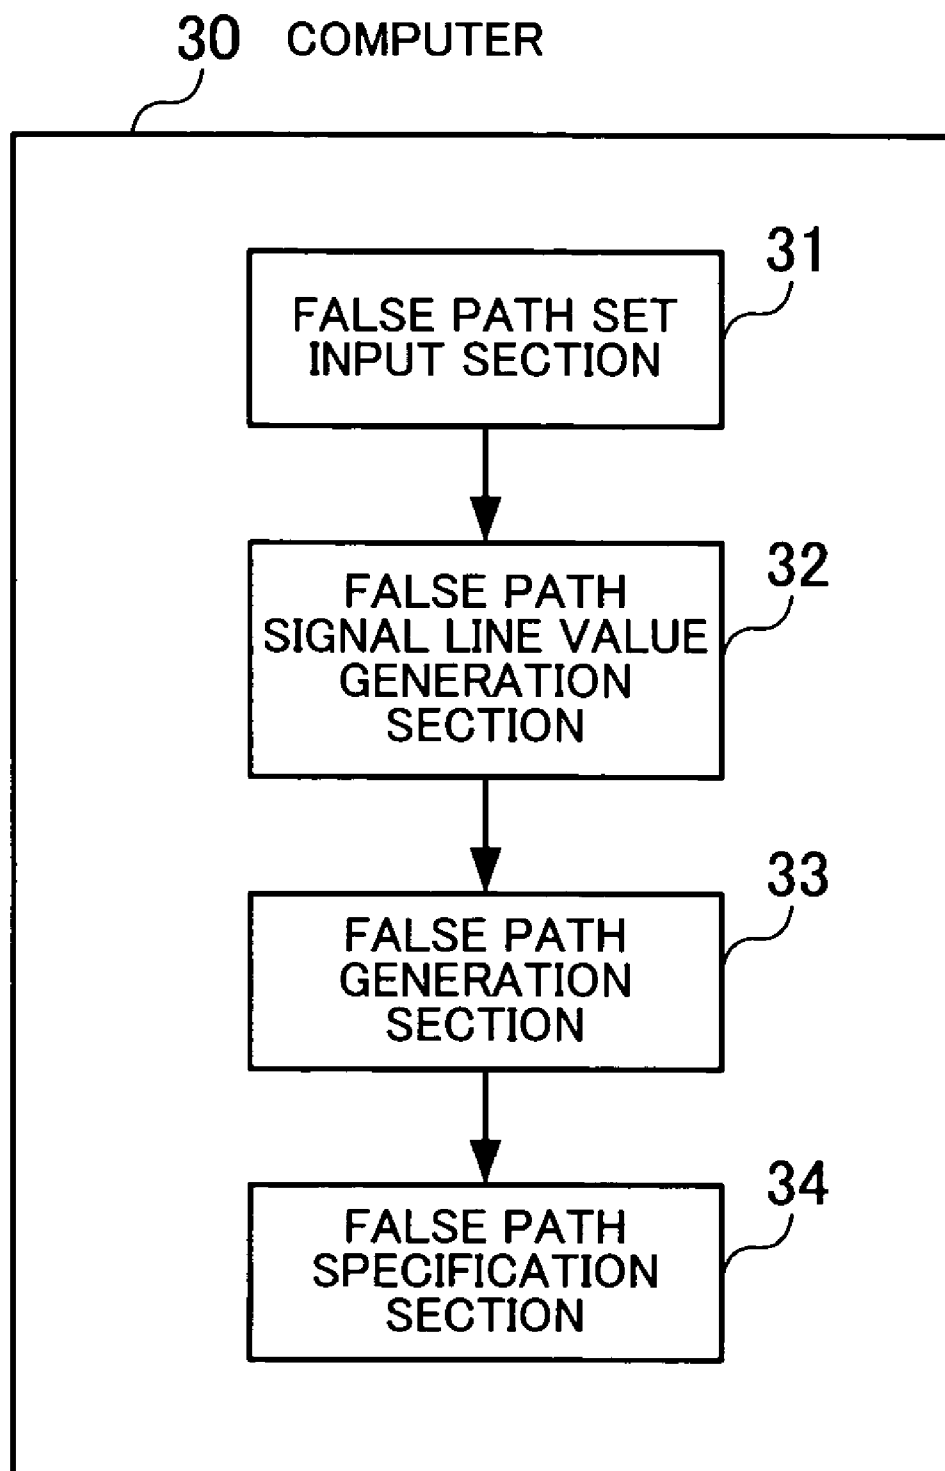 30 COMPUTER
31
FALSE PATH SET
INPUT SECTION
32
FALSE PATH
SIGNAL LINE VALUE
GENERATION
SECTION
33
FALSE PATH
GENERATION
SECTION
34
FALSE PATH
SPECIFICATION
SECTION